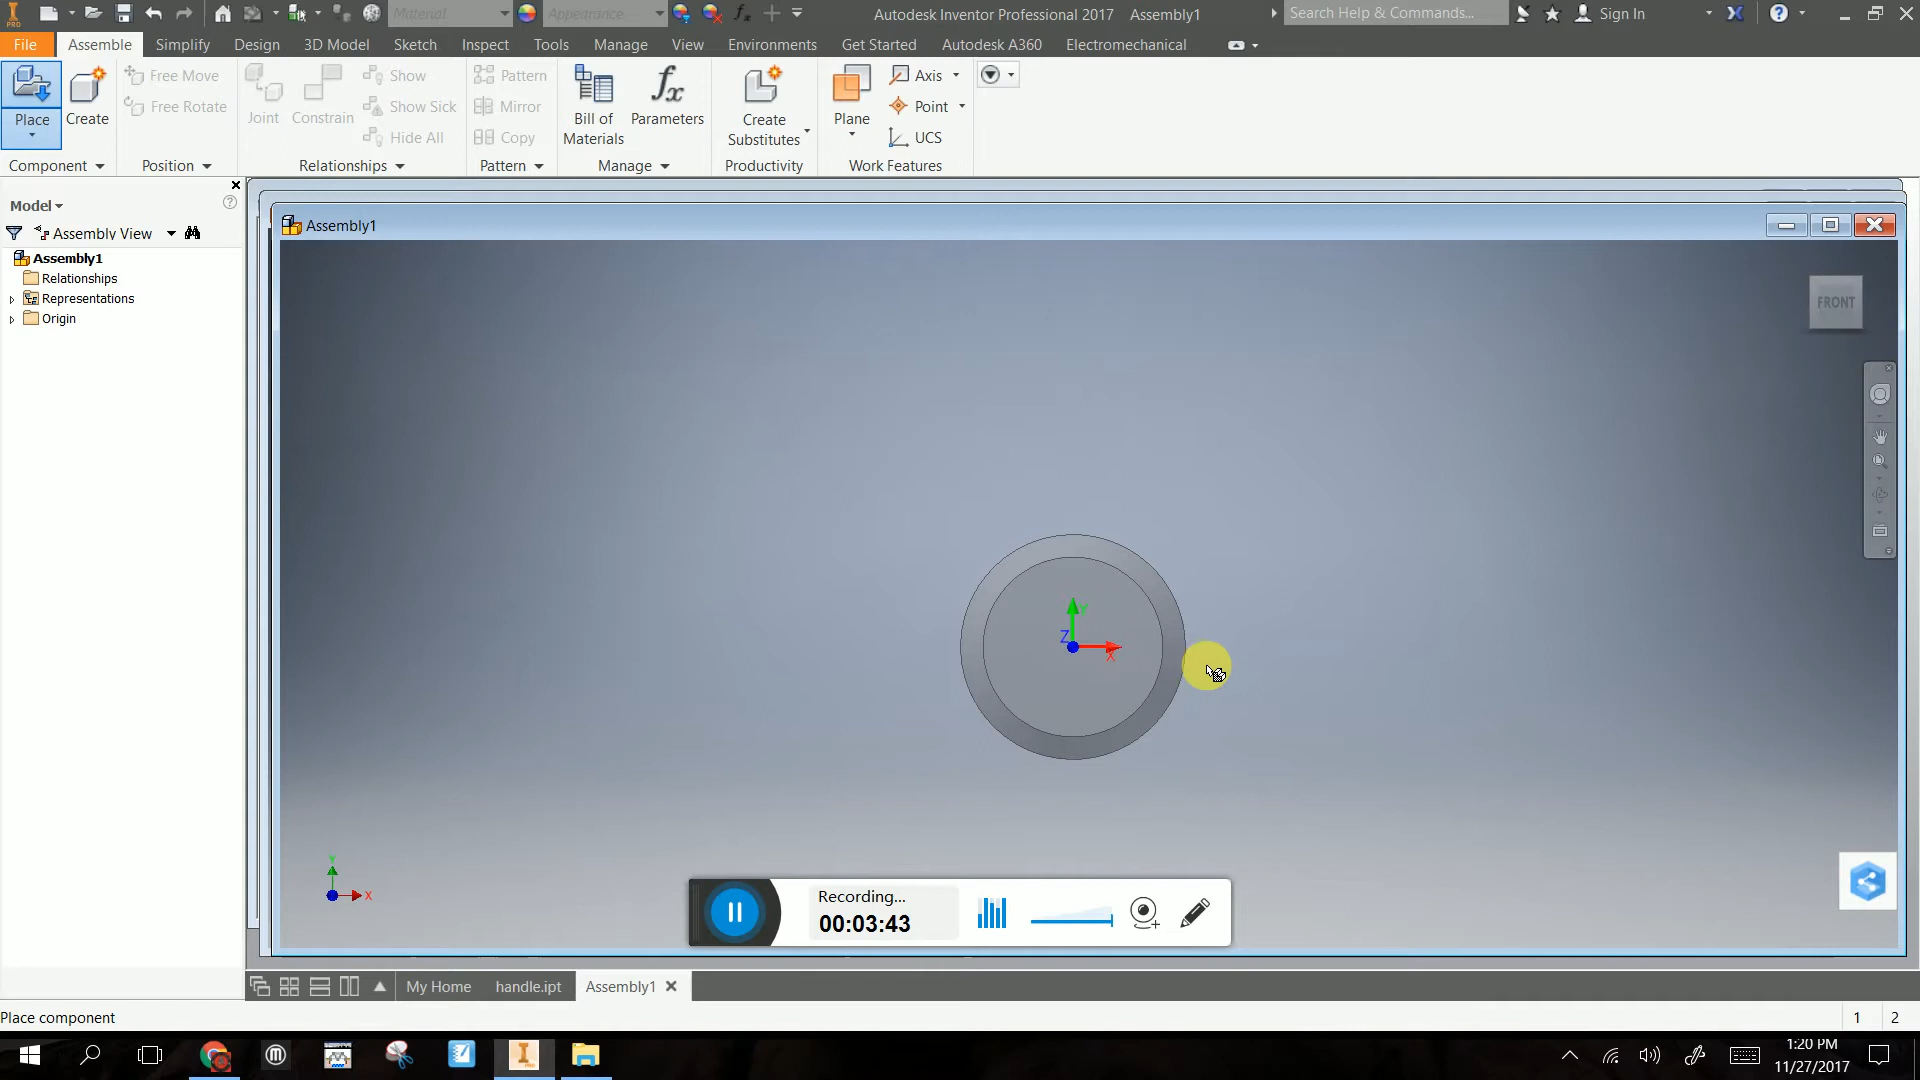 Material Appearance fx Autodesk Inventor Professional 2017 Assembly1 Search Help & Commands... Sign In
PRO
File Assemble Simplify Design 3D Model Sketch Inspect Tools Manage View Environments Get Started Autodesk A360 Electromechanical
Place
Create
Free Move
Free Rotate
Joint
Constrain
Show
Show Sick
Hide All
Pattern
Mirror
Copy
Bill of
Materials
fx
Parameters
Create
Substitutes
Plane
Axis
Point
UCS
Component Position Relationships Pattern Manage Productivity Work Features
Model
Assembly View
Assembly1
Relationships
Representations
Origin
Assembly1
FRONT
Y
Z
X
Y
X
Recording...
00:03:43
My Home handle.ipt Assembly1
Place component 1 2
1:20 PM
11/27/2017